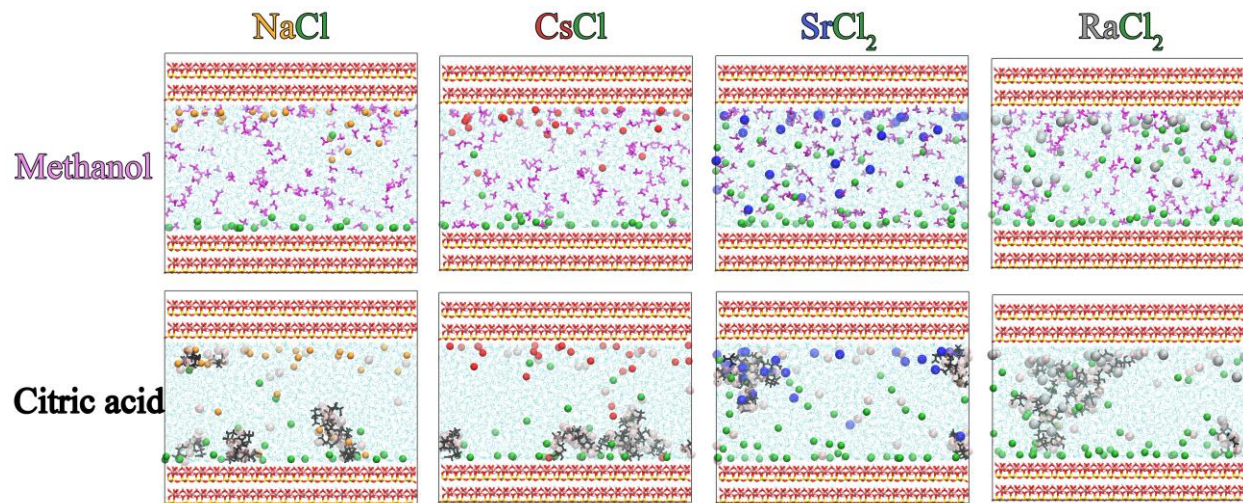 NaCl CsCl SrCl₂ RaCl₂
Methanol
Citric acid